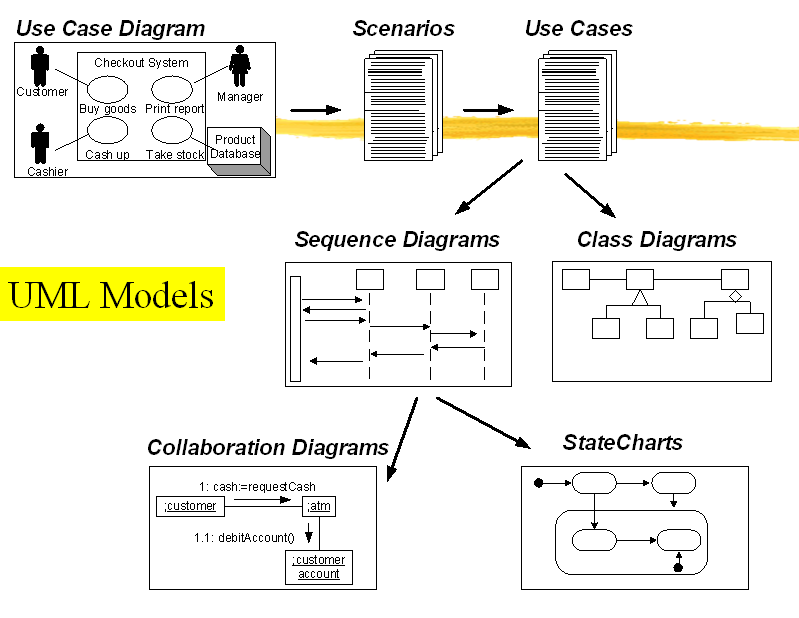 Use Case Diagram
Scenarios
Use Cases
Checkout System
Customer
Manager
Buy goods
Print report
Cashier
Cash up
Take stock
Product
Database
Sequence Diagrams
Class Diagrams
UML Models
Collaboration Diagrams
StateCharts
1: cash:=requestCash
;customer
;atm
1.1: debitAccount()
;customer
account